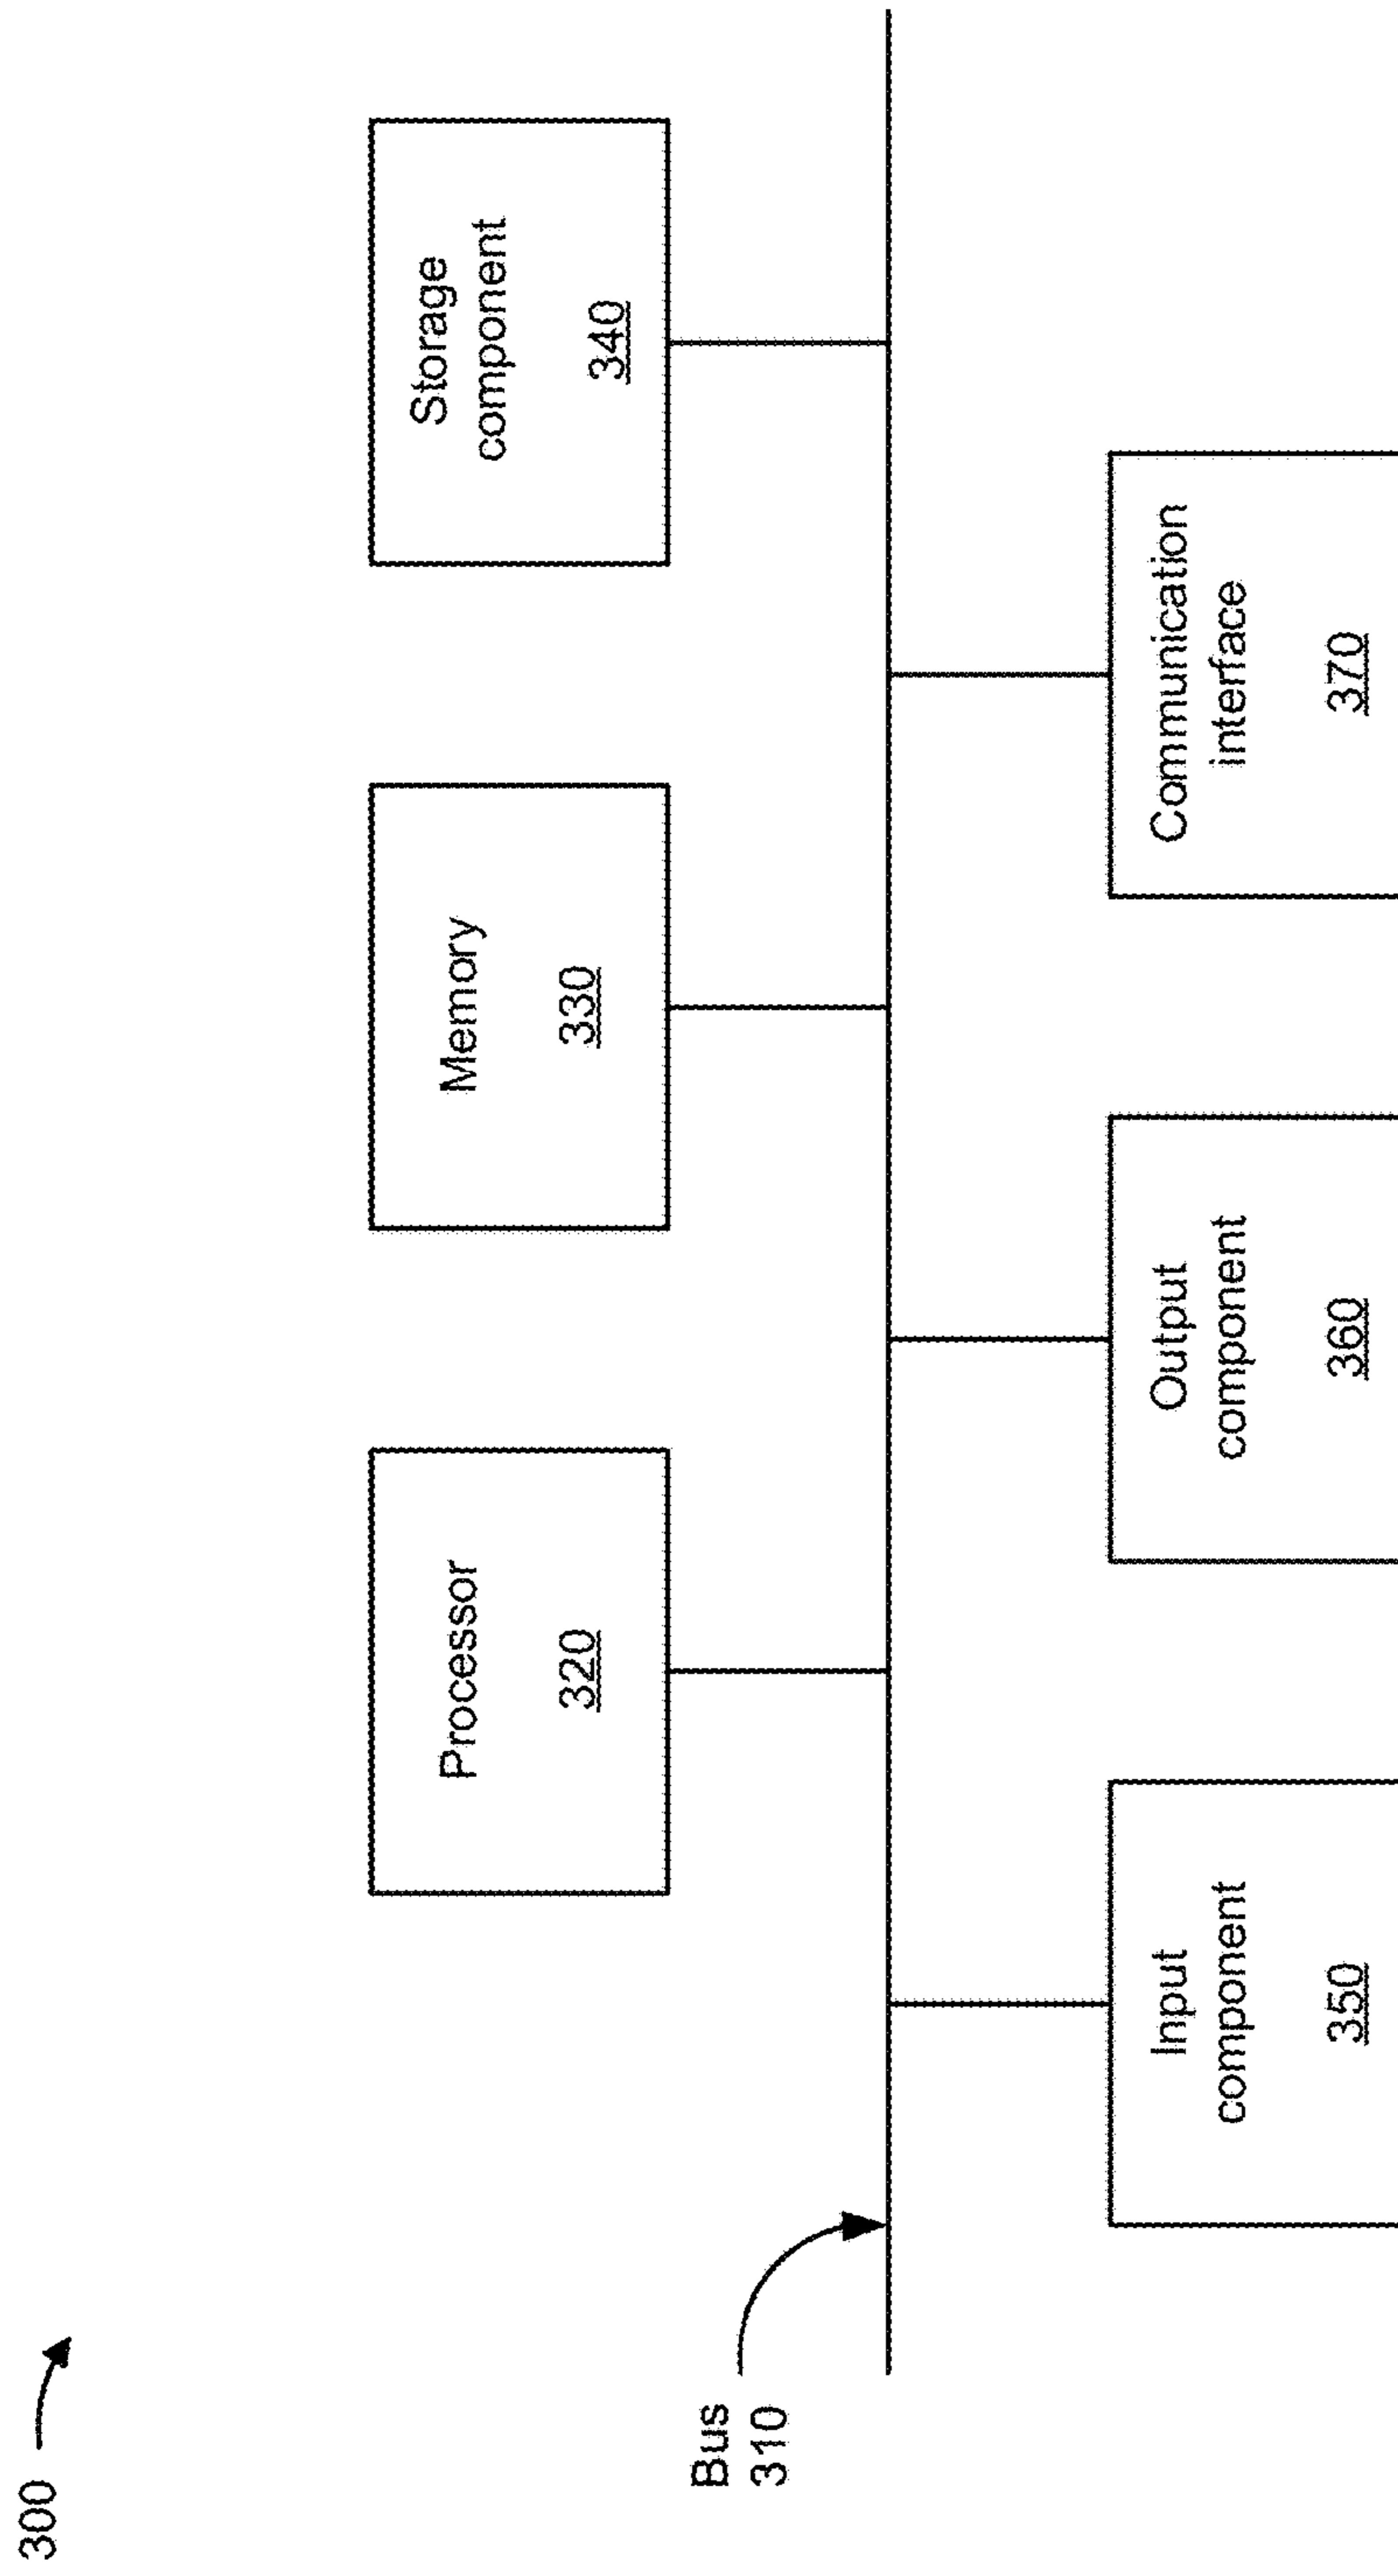 300
Processor
320
Memory
330
Storage
component
340
Bus
310
Input
component
350
Output
component
360
Communication
interface
370